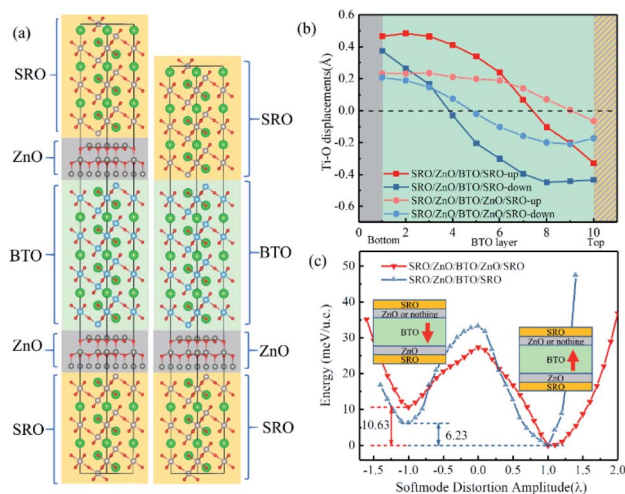 (a)
SRO
ZnO
BTO
ZnO
SRO
SRO
BTO
ZnO
SRO
(b)
Ti-O displacements(Å)
0.6
0.4
0.2
0.0
-0.2
-0.4
-0.6
SRO/ZnO/BTO/SRO-up
SRO/ZnO/BTO/SRO-down
SRO/ZnO/BTO/ZnO/SRO-up
SRO/ZnO/BTO/ZnO/SRO-down
0 2 4 6 8 10
Bottom BTO layer Top
(c)
Energy (meV/u.c.)
50
40
30
20
10
0
SRO/ZnO/BTO/ZnO/SRO
SRO/ZnO/BTO/SRO
SRO
ZnO or nothing
BTO
ZnO
SRO
SRO
ZnO or nothing
BTO
ZnO
SRO
10.63
6.23
-1.5 -1.0 -0.5 0.0 0.5 1.0 1.5 2.0
Softmode Distortion Amplitude(λ)